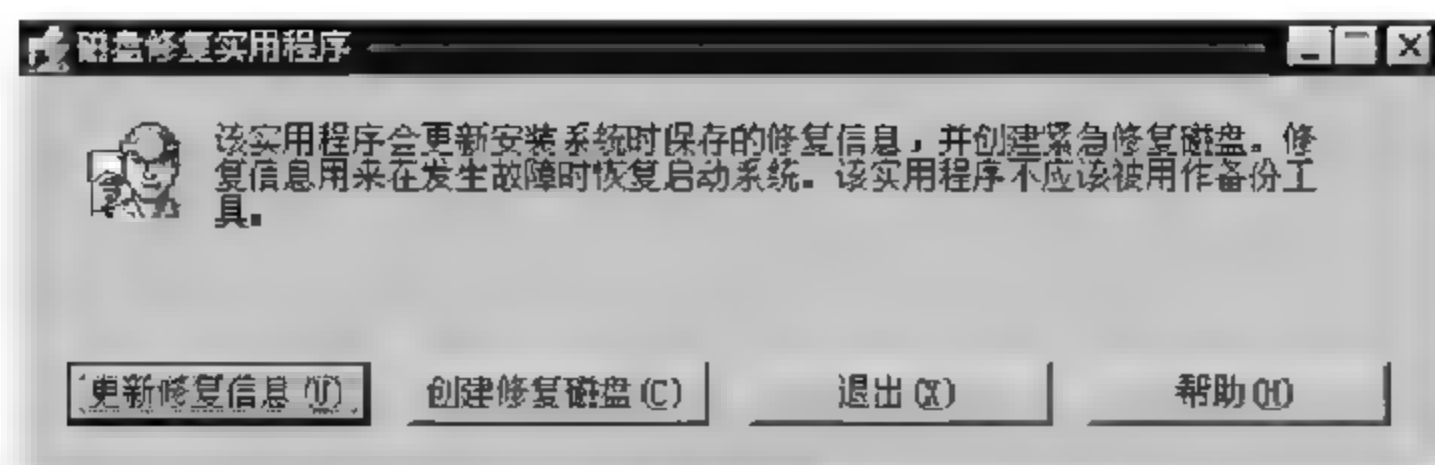 磁盘修复实用程序
该实用程序会更新安装系统时保存的修复信息，并创建紧急修复磁盘。修
复信息用来在发生故障时恢复启动系统。该实用程序不应该被用作备份工
具。
更新修复信息(U) 创建修复磁盘(C) 退出(X) 帮助(H)